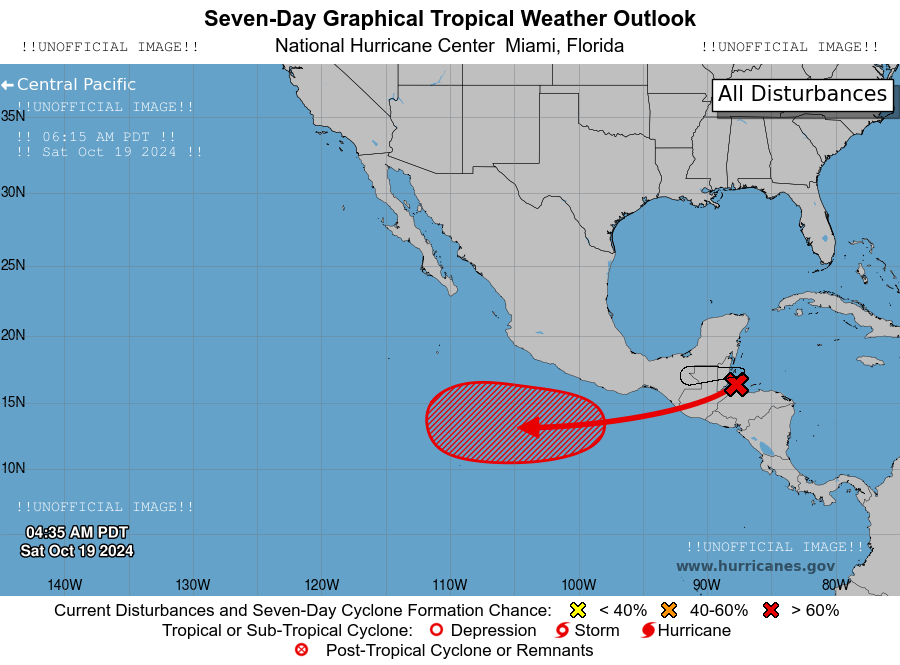 Seven-Day Graphical Tropical Weather Outlook
!!UNOFFICIAL IMAGE!! National Hurricane Center  Miami, Florida !!UNOFFICIAL IMAGE!!
Central Pacific
All Disturbances
!!UNOFFICIAL IMAGE!!
35N
!! 06:15 AM PDT !!
!! Sat Oct 19 2024 !!
30N
25N
20N
15N
10N
!!UNOFFICIAL IMAGE!!
04:35 AM PDT
Sat Oct 19 2024
!!UNOFFICIAL IMAGE!!
www.hurricanes.gov
140W 130W 120W 110W 100W 90W 80W
Current Disturbances and Seven-Day Cyclone Formation Chance: < 40% 40-60% > 60%
Tropical or Sub-Tropical Cyclone: Depression Storm Hurricane
Post-Tropical Cyclone or Remnants